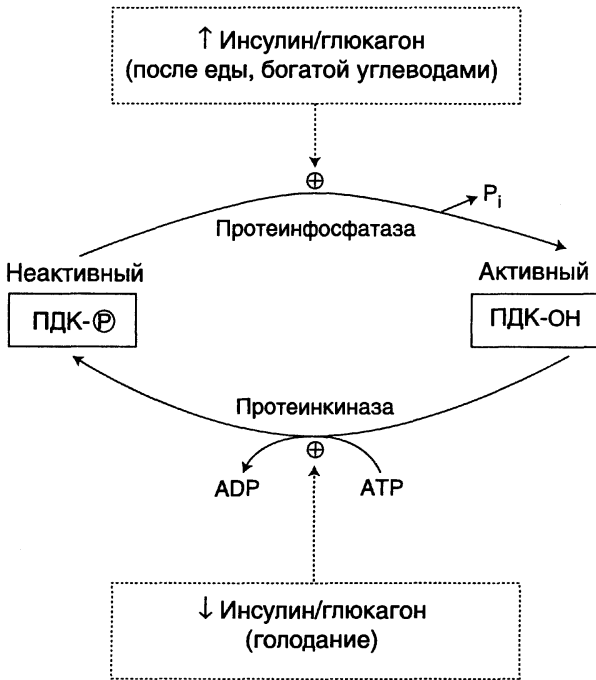 ↑ Инсулин/глюкагон
(после еды, богатой углеводами)
⊕
Pi
Протеинфосфатаза
Неактивный
Активный
ПДК-Ⓟ
ПДК-ОН
Протеинкиназа
⊕
ADP
ATP
↓ Инсулин/глюкагон
(голодание)